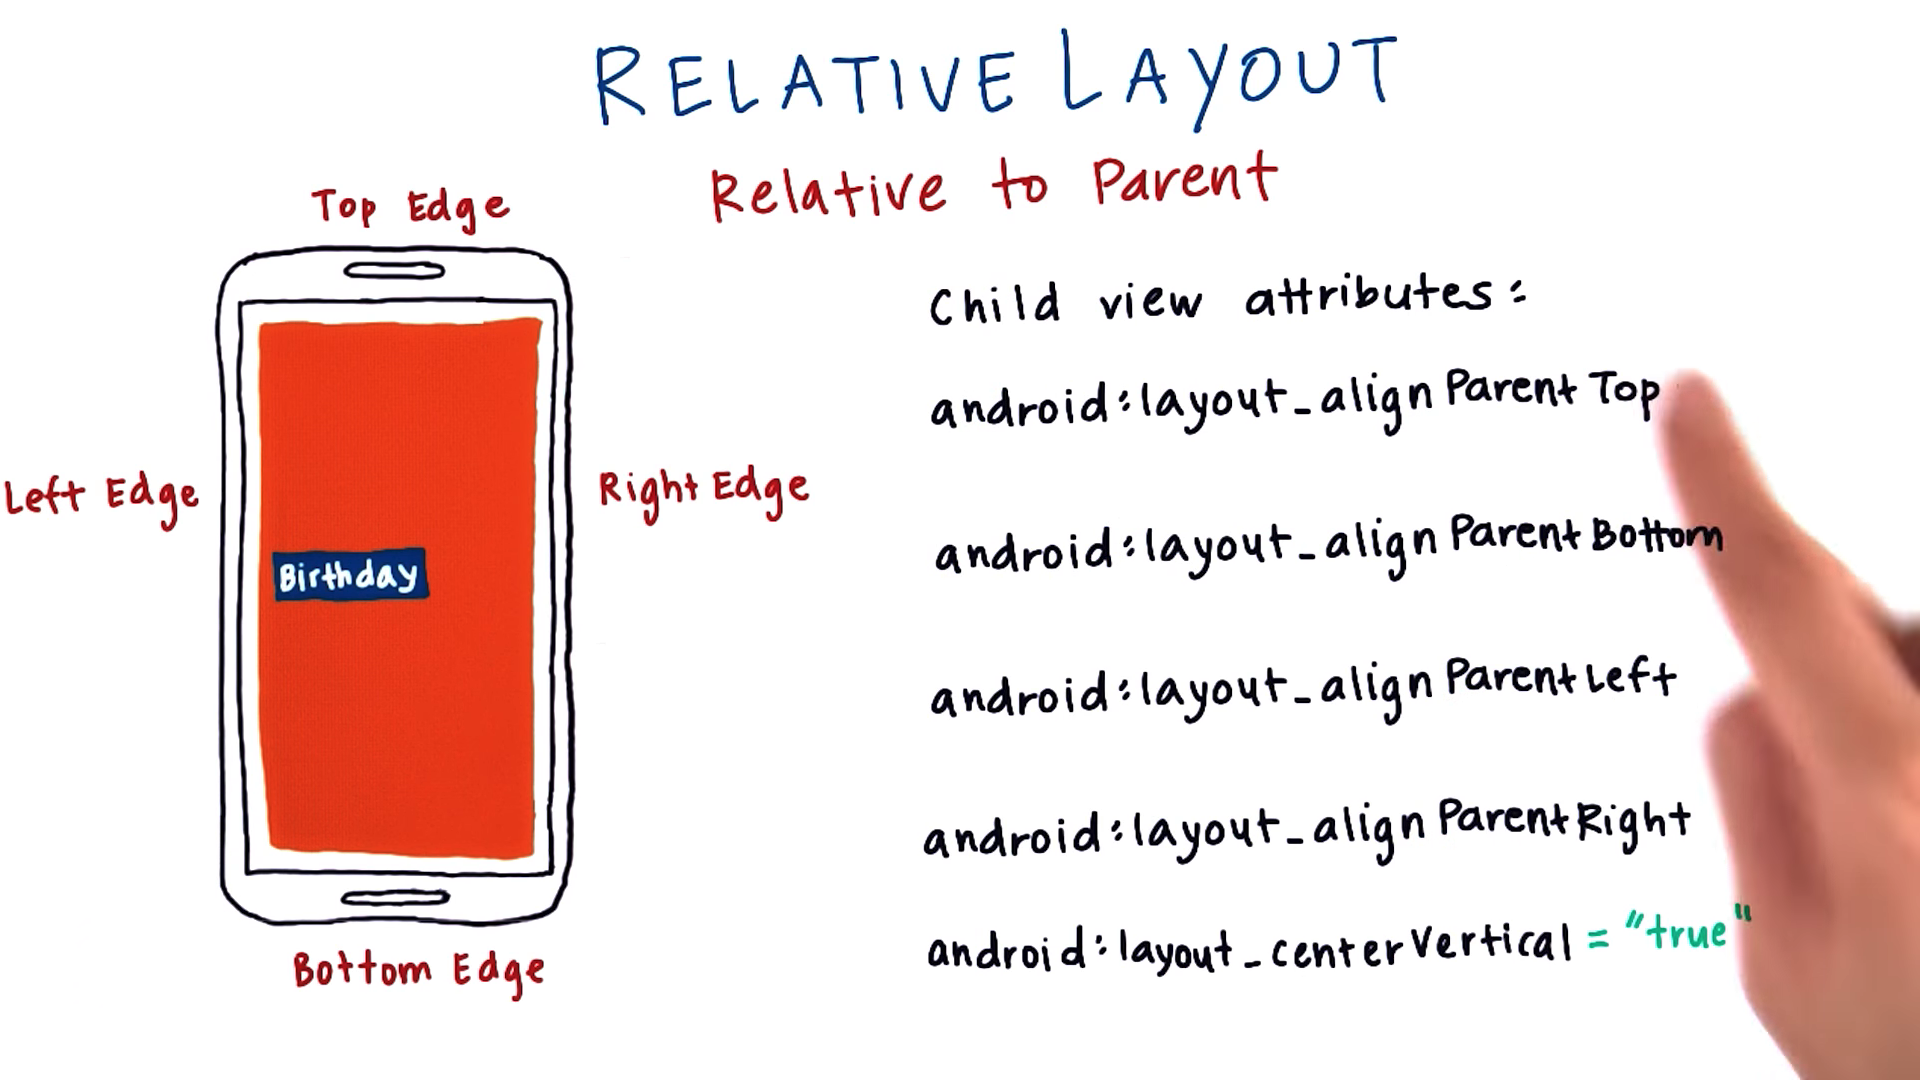 RELATIVE LAYOUT
Relative to Parent
Top Edge
Left Edge
Right Edge
Birthday
Bottom Edge
Child view attributes:
android:layout_alignParentTop
android:layout_alignParentBottom
android:layout_alignParentLeft
android:layout_alignParentRight
android:layout_centerVertical = "true"